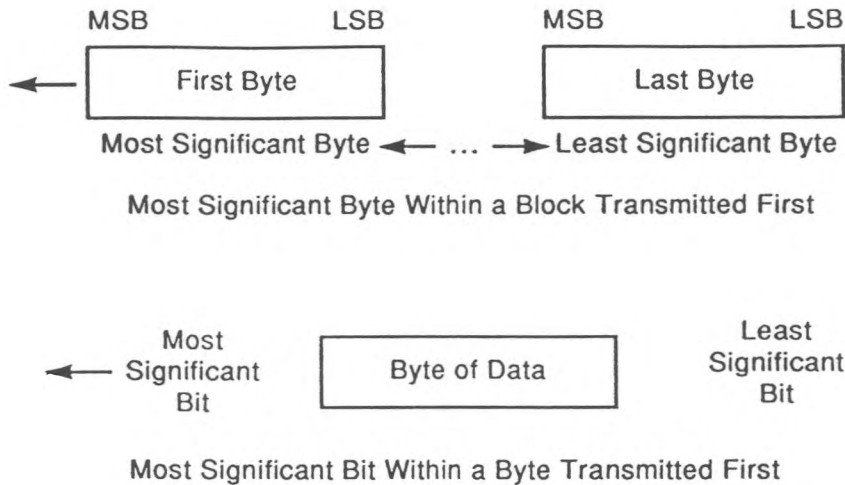 MSB LSB MSB LSB
First Byte Last Byte
Most Significant Byte ... Least Significant Byte
Most Significant Byte Within a Block Transmitted First
Most Significant Bit
Byte of Data
Least Significant Bit
Most Significant Bit Within a Byte Transmitted First